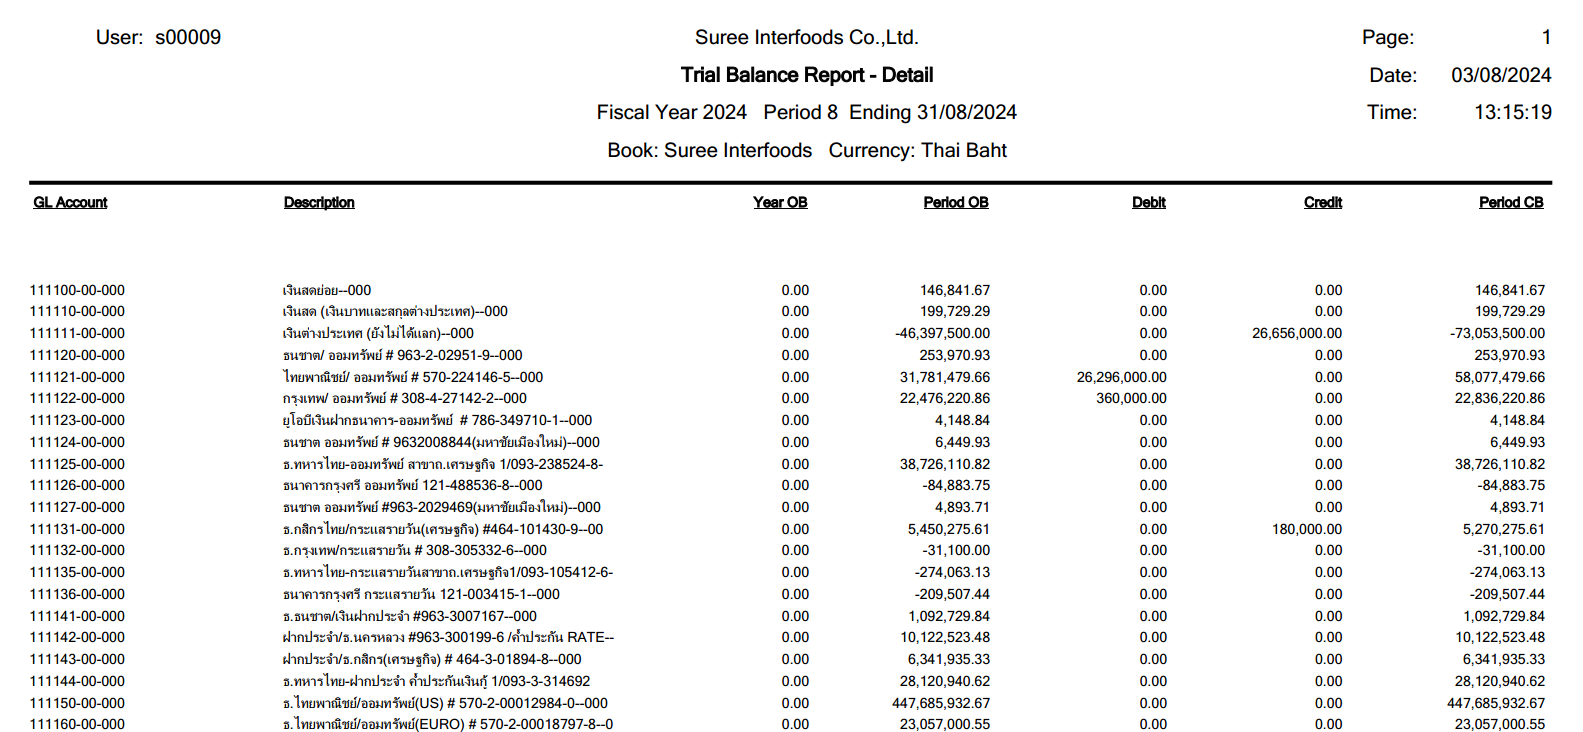 User: s00009 Suree Interfoods Co.,Ltd. Page: 1
Trial Balance Report - Detail Date: 03/08/2024
Fiscal Year 2024 Period 8 Ending 31/08/2024 Time: 13:15:19
Book: Suree Interfoods Currency: Thai Baht
GL Account Description Year OB Period OB Debit Credit Period CB
111100-00-000 เงินสดย่อย--000 0.00 146,841.67 0.00 0.00 146,841.67
111110-00-000 เงินสด (เงินบาทและสกุลต่างประเทศ)--000 0.00 199,729.29 0.00 0.00 199,729.29
111111-00-000 เงินต่างประเทศ (ยังไม่ได้แลก)--000 0.00 -46,397,500.00 0.00 26,656,000.00 -73,053,500.00
111120-00-000 ธนชาต/ ออมทรัพย์ # 963-2-02951-9--000 0.00 253,970.93 0.00 0.00 253,970.93
111121-00-000 ไทยพาณิชย์/ ออมทรัพย์ # 570-224146-5--000 0.00 31,781,479.66 26,296,000.00 0.00 58,077,479.66
111122-00-000 กรุงเทพ/ ออมทรัพย์ # 308-4-27142-2--000 0.00 22,476,220.86 360,000.00 0.00 22,836,220.86
111123-00-000 ยูโอบีเงินฝากธนาคาร-ออมทรัพย์ # 786-349710-1--000 0.00 4,148.84 0.00 0.00 4,148.84
111124-00-000 ธนชาต ออมทรัพย์ # 9632008844(มหาชัยเมืองใหม่)--000 0.00 6,449.93 0.00 0.00 6,449.93
111125-00-000 ธ.ทหารไทย-ออมทรัพย์ สาขาถ.เศรษฐกิจ 1/093-238524-8- 0.00 38,726,110.82 0.00 0.00 38,726,110.82
111126-00-000 ธนาคารกรุงศรี ออมทรัพย์ 121-488536-8--000 0.00 -84,883.75 0.00 0.00 -84,883.75
111127-00-000 ธนชาต ออมทรัพย์ #963-2029469(มหาชัยเมืองใหม่)--000 0.00 4,893.71 0.00 0.00 4,893.71
111131-00-000 ธ.กสิกรไทย/กระแสรายวัน(เศรษฐกิจ) #464-101430-9--00 0.00 5,450,275.61 0.00 180,000.00 5,270,275.61
111132-00-000 ธ.กรุงเทพ/กระแสรายวัน # 308-305332-6--000 0.00 -31,100.00 0.00 0.00 -31,100.00
111135-00-000 ธ.ทหารไทย-กระแสรายวันสาขาถ.เศรษฐกิจ1/093-105412-6- 0.00 -274,063.13 0.00 0.00 -274,063.13
111136-00-000 ธนาคารกรุงศรี กระแสรายวัน 121-003415-1--000 0.00 -209,507.44 0.00 0.00 -209,507.44
111141-00-000 ธ.ธนชาต/เงินฝากประจำ #963-3007167--000 0.00 1,092,729.84 0.00 0.00 1,092,729.84
111142-00-000 ฝากประจำ/ธ.นครหลวง #963-300199-6 /ค้ำประกัน RATE-- 0.00 10,122,523.48 0.00 0.00 10,122,523.48
111143-00-000 ฝากประจำ/ธ.กสิกร(เศรษฐกิจ) # 464-3-01894-8--000 0.00 6,341,935.33 0.00 0.00 6,341,935.33
111144-00-000 ธ.ทหารไทย-ฝากประจำ ค้ำประกันเงินกู้ 1/093-3-314692 0.00 28,120,940.62 0.00 0.00 28,120,940.62
111150-00-000 ธ.ไทยพาณิชย์/ออมทรัพย์(US) # 570-2-00012984-0--000 0.00 447,685,932.67 0.00 0.00 447,685,932.67
111160-00-000 ธ.ไทยพาณิชย์/ออมทรัพย์(EURO) # 570-2-00018797-8--0 0.00 23,057,000.55 0.00 0.00 23,057,000.55